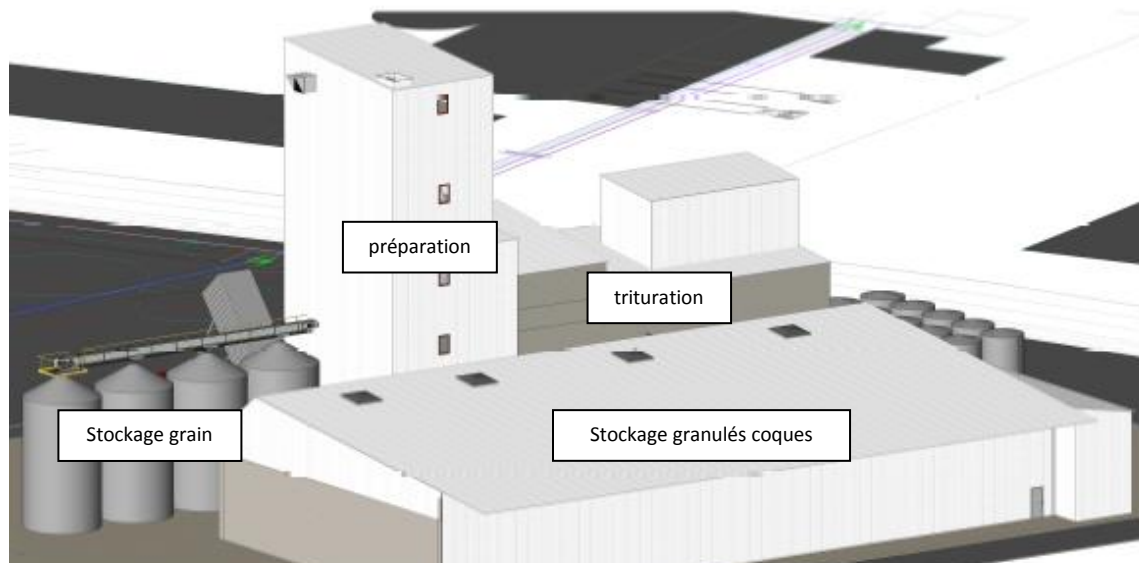 préparation
trituration
Stockage grain
Stockage granulés coques